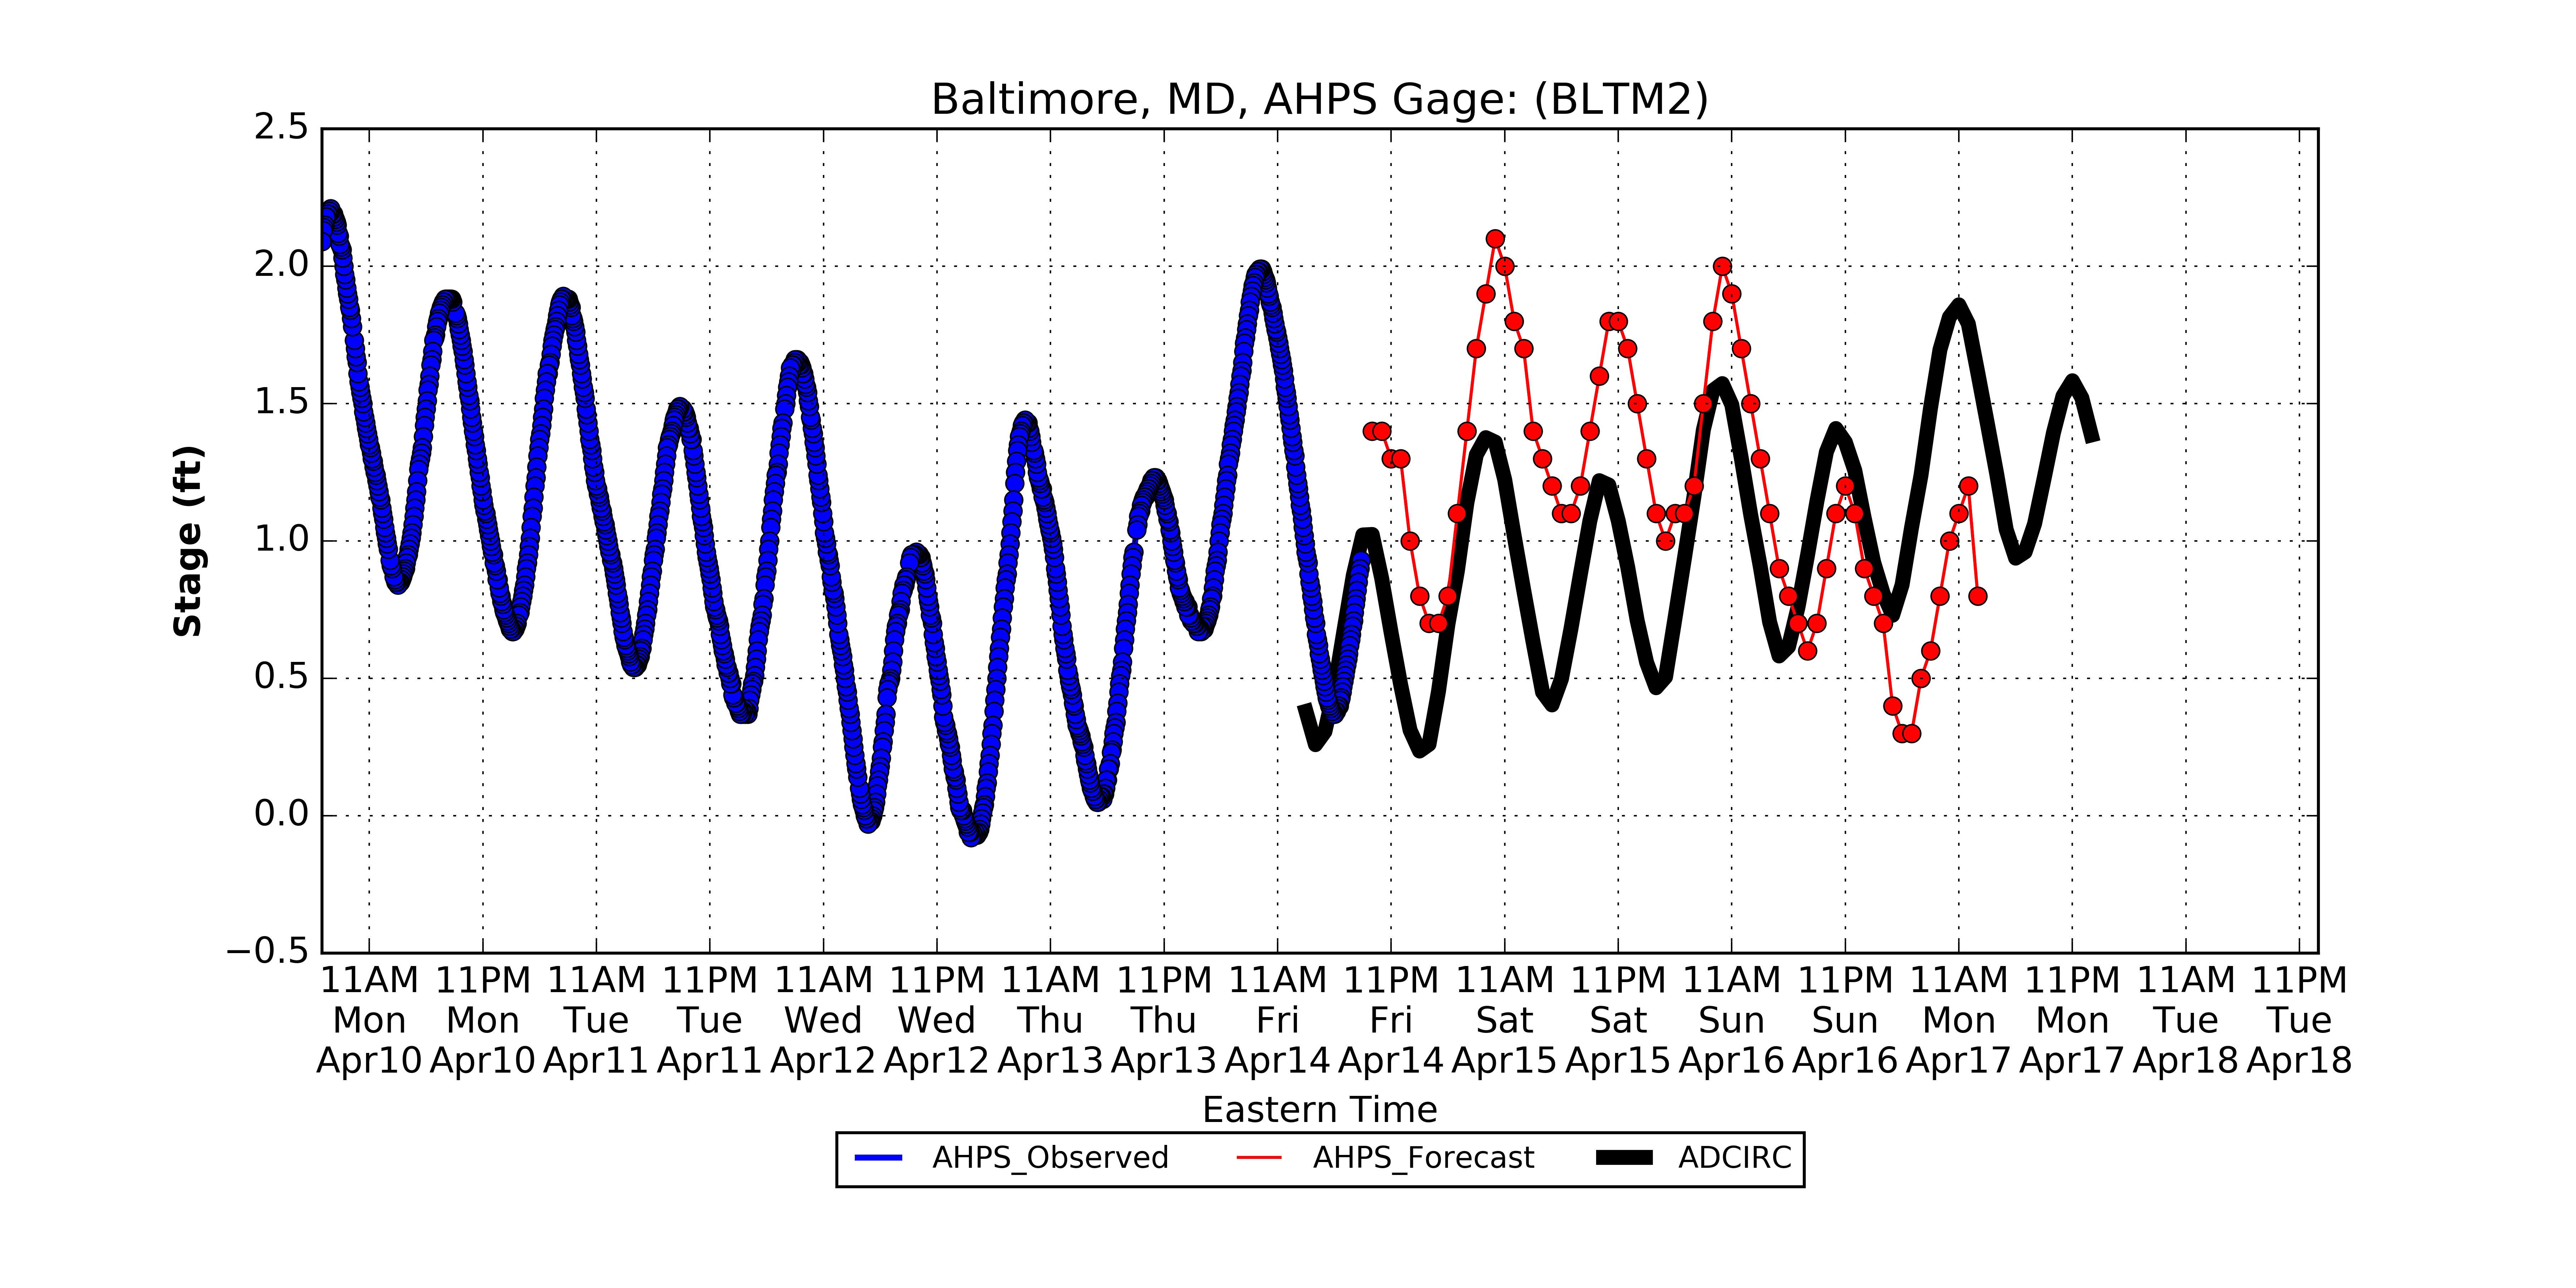 Baltimore, MD, AHPS Gage: (BLTM2)
Stage (ft)
2.5
2.0
1.5
1.0
0.5
0.0
−0.5
11AM 11PM 11AM 11PM 11AM 11PM 11AM 11PM 11AM 11PM 11AM 11PM 11AM 11PM 11AM 11PM 11AM 11PM
Mon Mon Tue Tue Wed Wed Thu Thu Fri Fri Sat Sat Sun Sun Mon Mon Tue Tue
Apr10 Apr10 Apr11 Apr11 Apr12 Apr12 Apr13 Apr13 Apr14 Apr14 Apr15 Apr15 Apr16 Apr16 Apr17 Apr17 Apr18 Apr18
Eastern Time
AHPS_Observed AHPS_Forecast ADCIRC